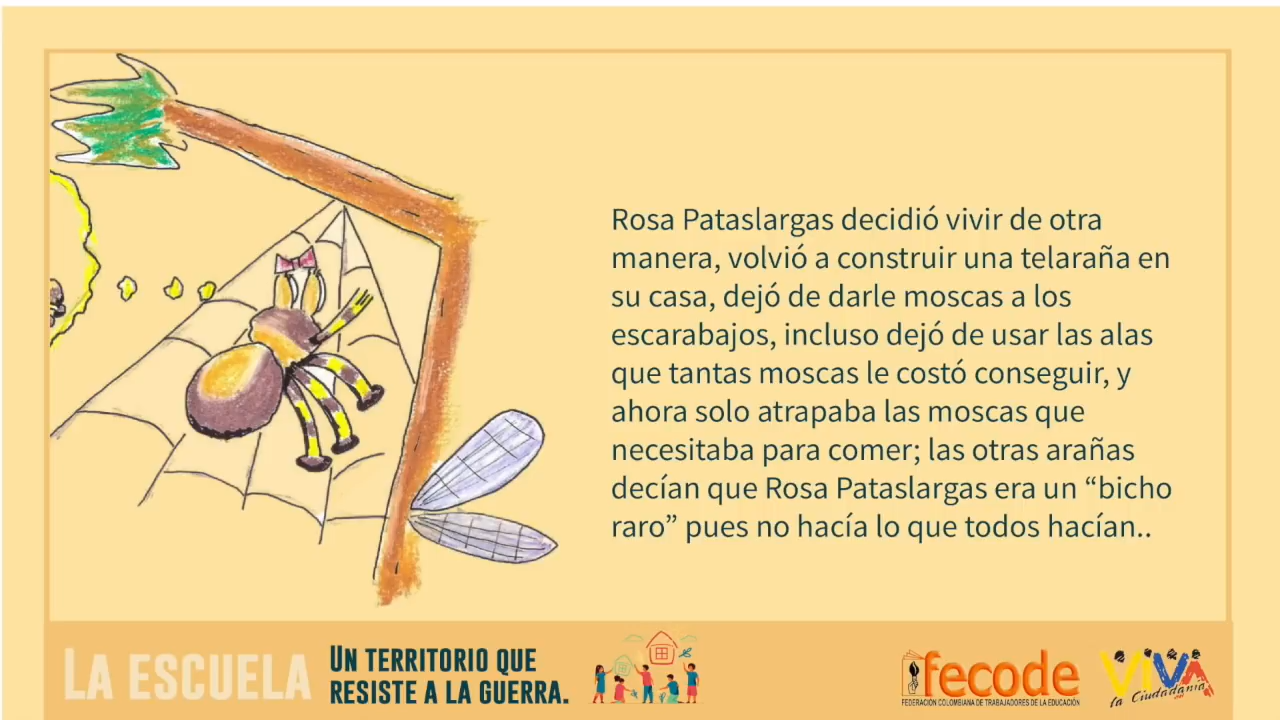 Rosa Pataslargas decidió vivir de otra
manera, volvió a construir una telaraña en
su casa, dejó de darle moscas a los
escarabajos, incluso dejó de usar las alas
que tantas moscas le costó conseguir, y
ahora solo atrapaba las moscas que
necesitaba para comer; las otras arañas
decían que Rosa Pataslargas era un “bicho
raro” pues no hacía lo que todos hacían..
LA ESCUELA
UN TERRITORIO QUE
RESISTE A LA GUERRA.
fecode
FEDERACIÓN COLOMBIANA DE TRABAJADORES DE LA EDUCACIÓN
VIVA
la Ciudadanía